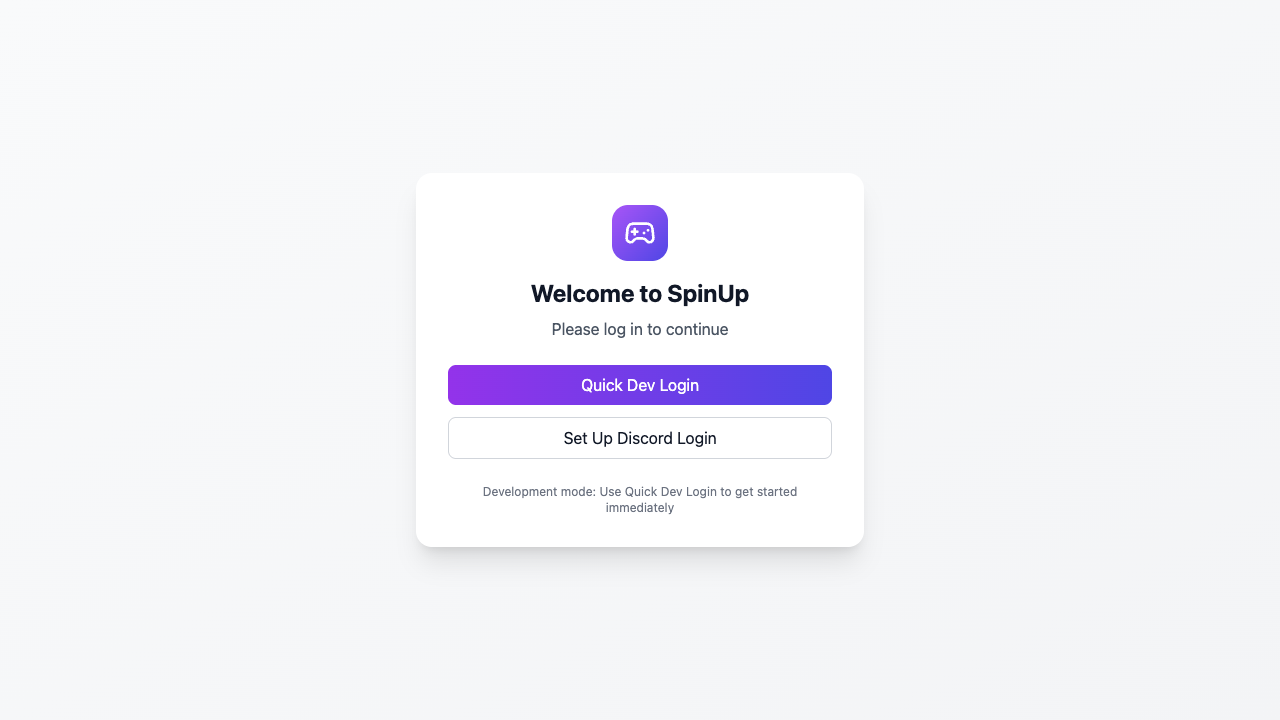 Welcome to SpinUp
Please log in to continue
Quick Dev Login
Set Up Discord Login
Development mode: Use Quick Dev Login to get started
immediately